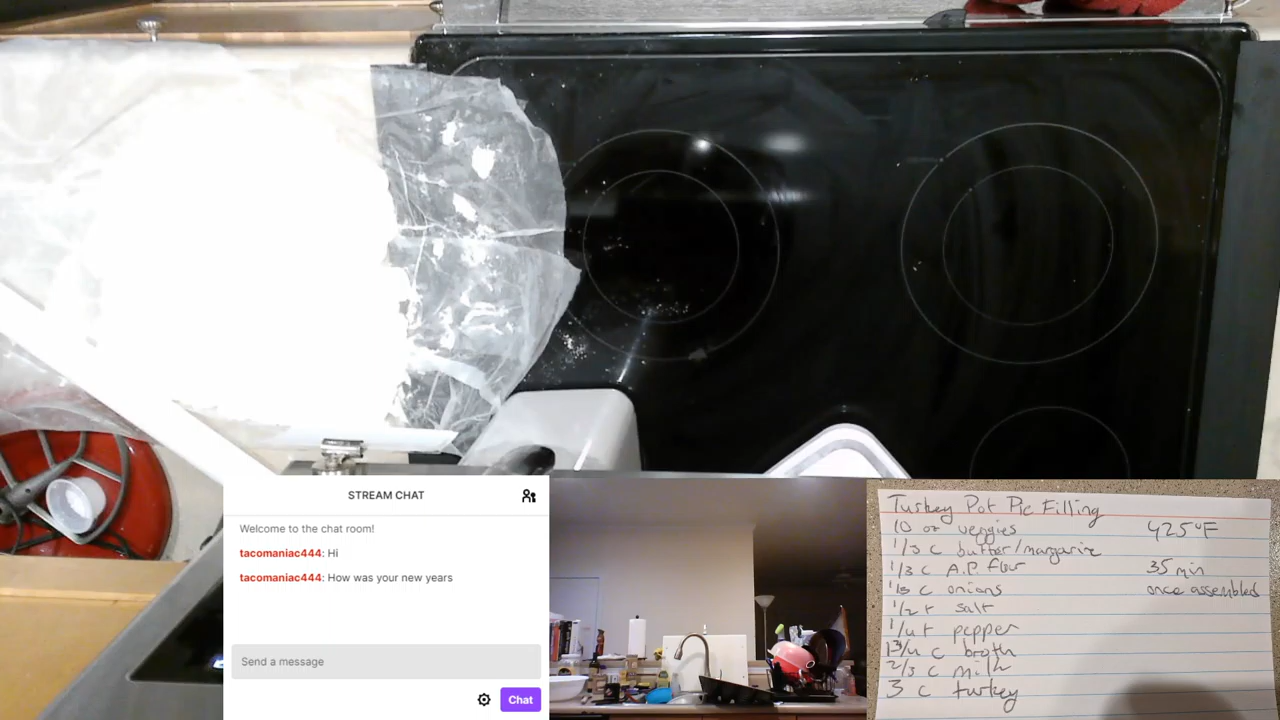 STREAM CHAT
Welcome to the chat room!
tacomaniac444: Hi
tacomaniac444: How was your new years
Send a message
Chat
Turkey Pot Pie Filling
10 oz veggies
425°F
1/3 c butter/margarine
1/3 c A.P. flour
35 min
1/3 c onions
once assembled
1/2 t salt
1/4 t pepper
1 3/4 c broth
2/3 c milk
3 c turkey